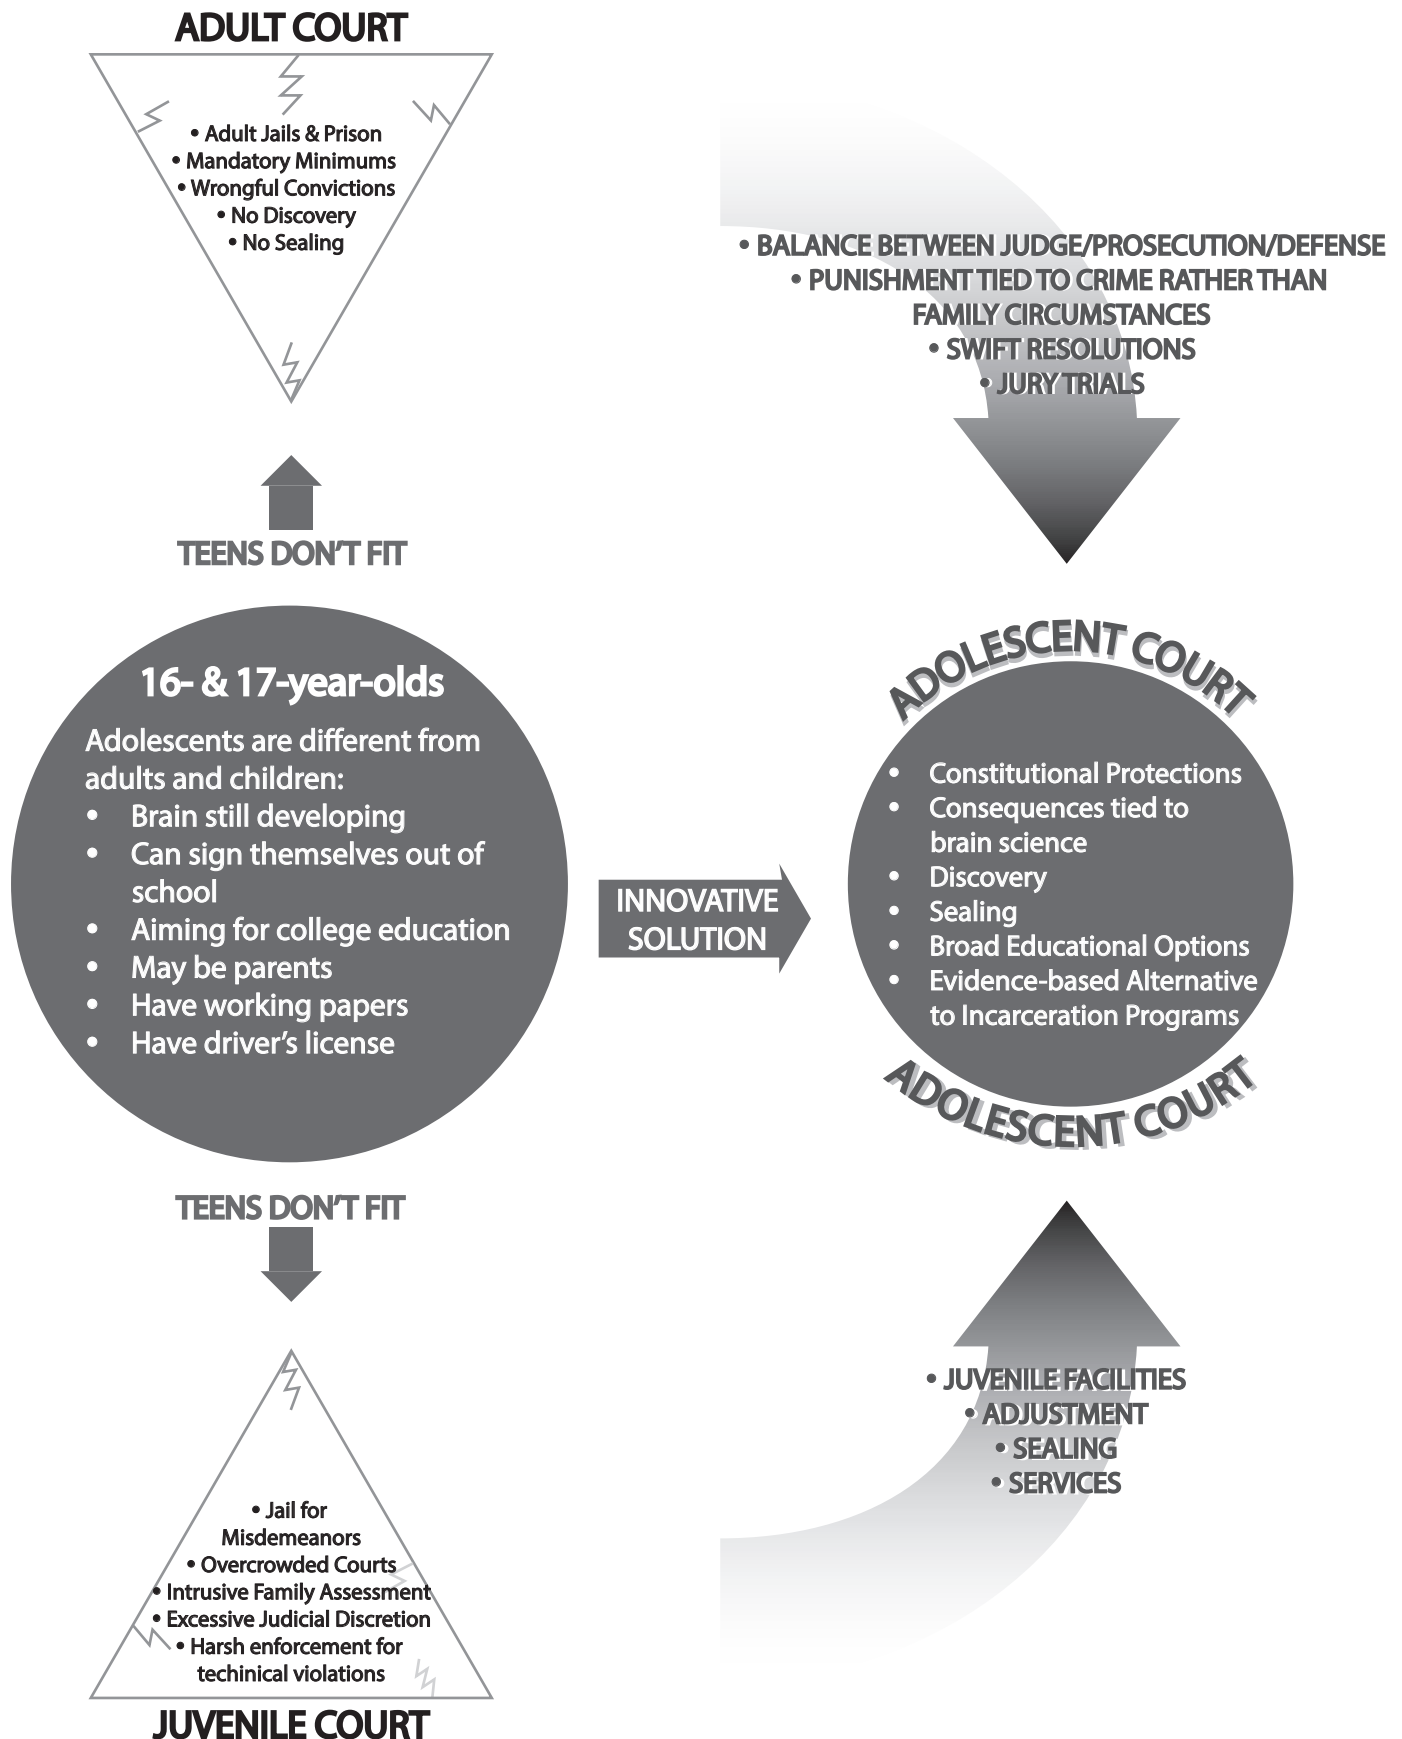 ADULT COURT
• Adult Jails & Prison
• Mandatory Minimums
• Wrongful Convictions
• No Discovery
• No Sealing
TEENS DON’T FIT
16- & 17-year-olds
Adolescents are different from
adults and children:
• Brain still developing
• Can sign themselves out of
school
• Aiming for college education
• May be parents
• Have working papers
• Have driver’s license
TEENS DON’T FIT
• Jail for
Misdemeanors
• Overcrowded Courts
• Intrusive Family Assessment
• Excessive Judicial Discretion
• Harsh enforcement for
techinical violations
JUVENILE COURT
INNOVATIVE
SOLUTION
• BALANCE BETWEEN JUDGE/PROSECUTION/DEFENSE
• PUNISHMENT TIED TO CRIME RATHER THAN
FAMILY CIRCUMSTANCES
• SWIFT RESOLUTIONS
• JURY TRIALS
ADOLESCENT COURT
• Constitutional Protections
• Consequences tied to
brain science
• Discovery
• Sealing
• Broad Educational Options
• Evidence-based Alternative
to Incarceration Programs
ADOLESCENT COURT
• JUVENILE FACILITIES
• ADJUSTMENT
• SEALING
• SERVICES